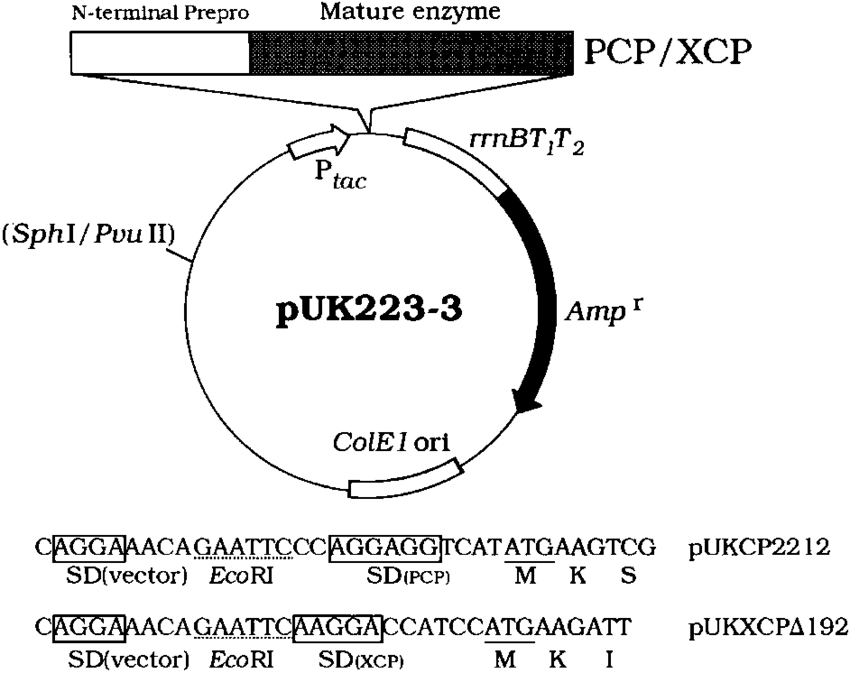 N-terminal Prepro Mature enzyme
PCP/XCP
rrnBT1T2
Ptac
(SphI/PvuII)
pUK223-3
Amp r
ColE1 ori
CAGGAAACAGAATTCCCAGGAGGTCATATGAAGTCG pUKCP2212
SD(vector) EcoRI SD(PCP) M K S
CAGGAAACAGAATTCAAGGACCATCCATGAAGATT pUKXCPΔ192
SD(vector) EcoRI SD(XCP) M K I